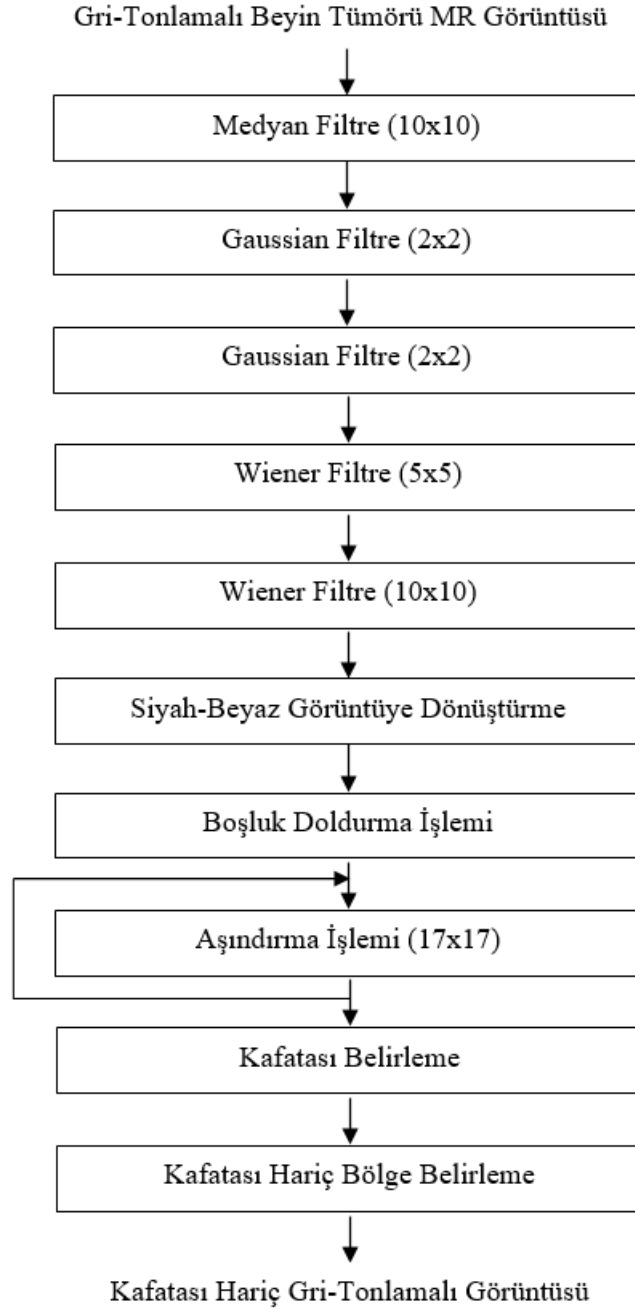 Gri-Tonlamalı Beyin Tümörü MR Görüntüsü
Medyan Filtre (10x10)
Gaussian Filtre (2x2)
Gaussian Filtre (2x2)
Wiener Filtre (5x5)
Wiener Filtre (10x10)
Siyah-Beyaz Görüntüye Dönüştürme
Boşluk Doldurma İşlemi
Aşındırma İşlemi (17x17)
Kafatası Belirleme
Kafatası Hariç Bölge Belirleme
Kafatası Hariç Gri-Tonlamalı Görüntüsü